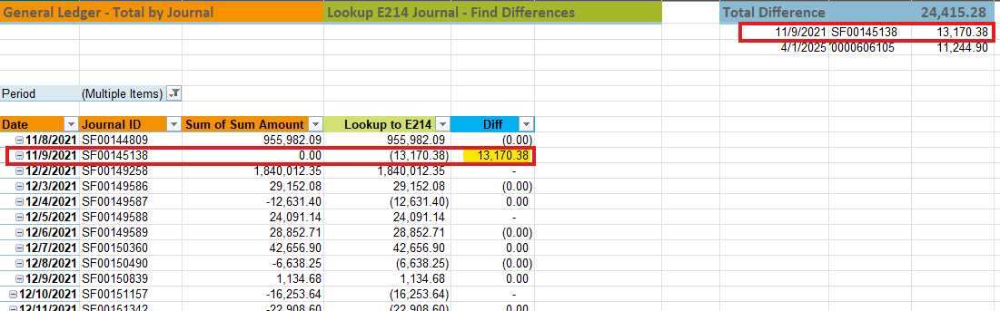 General Ledger - Total by Journal Lookup E214 Journal - Find Differences Total Difference 24,415.28
11/9/2021 SF00145138 13,170.38
4/1/2025 '0000606105 11,244.90
Period (Multiple Items)
Date Journal ID Sum of Sum Amount Lookup to E214 Diff
11/8/2021 SF00144809 955,982.09 955,982.09 (0.00)
11/9/2021 SF00145138 0.00 (13,170.38) 13,170.38
12/2/2021 SF00149258 1,840,012.35 1,840,012.35 -
12/3/2021 SF00149586 29,152.08 29,152.08 (0.00)
12/4/2021 SF00149587 -12,631.40 (12,631.40) 0.00
12/5/2021 SF00149588 24,091.14 24,091.14 -
12/6/2021 SF00149589 28,852.71 28,852.71 (0.00)
12/7/2021 SF00150360 42,656.90 42,656.90 0.00
12/8/2021 SF00150490 -6,638.25 (6,638.25) (0.00)
12/9/2021 SF00150839 1,134.68 1,134.68 0.00
12/10/2021 SF00151157 -16,253.64 (16,253.64) -
12/11/2021 SF00151342 -22,908.60 (22,908.60) 0.00